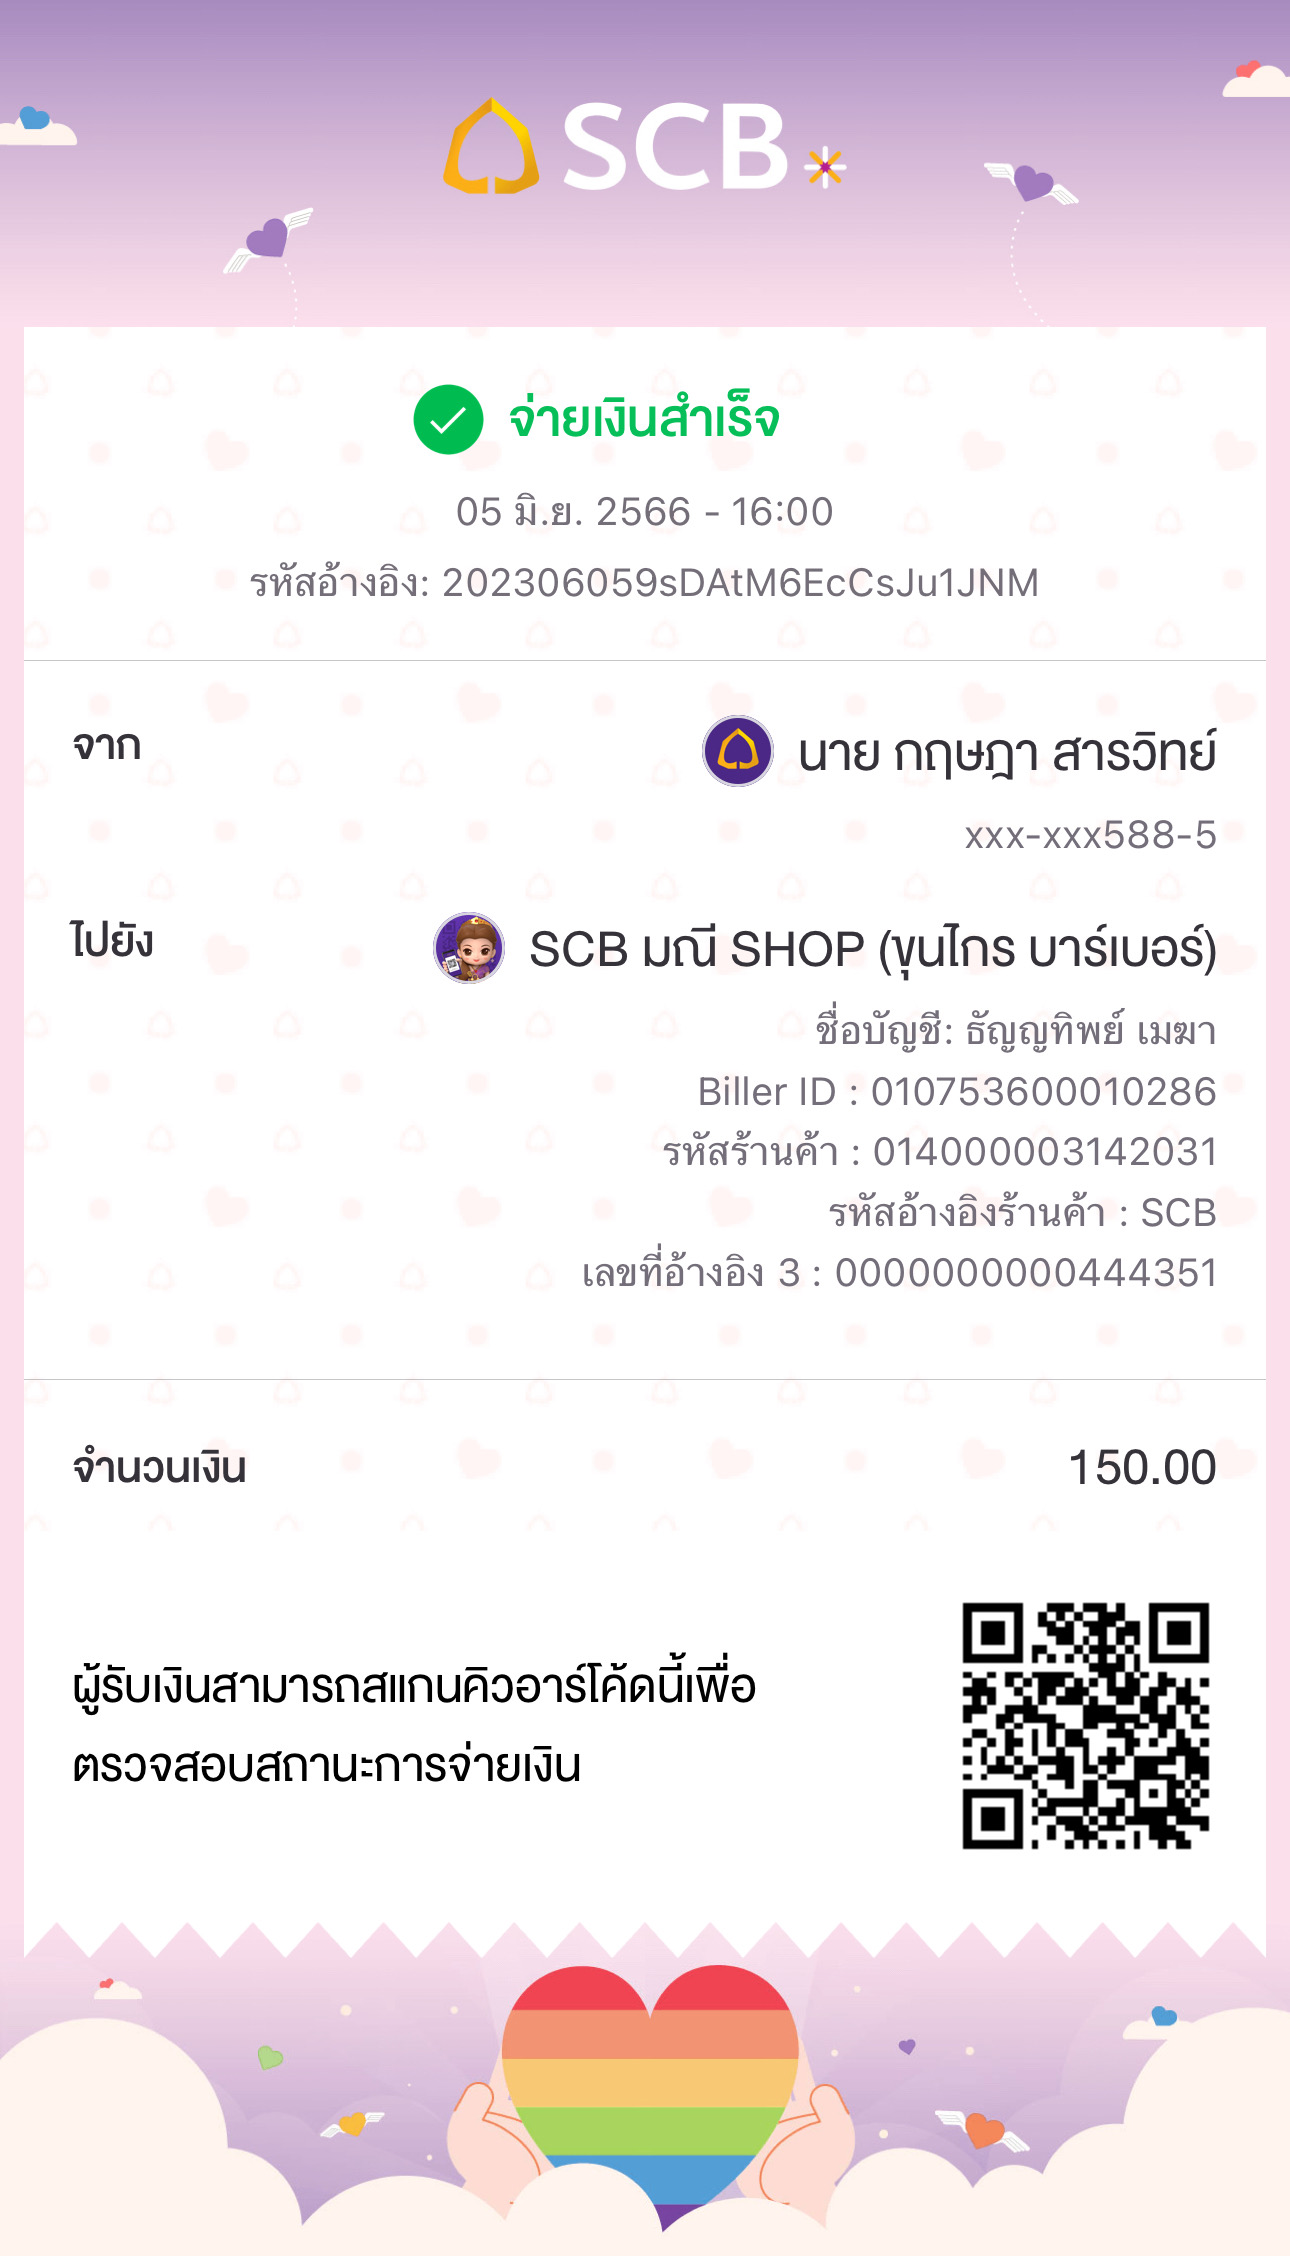 SCB
จ่ายเงินสำเร็จ
05 มิ.ย. 2566 - 16:00
รหัสอ้างอิง: 202306059sDAtM6EcCsJu1JNM
จาก
นาย กฤษฎา สารวิทย์
xxx-xxx588-5
ไปยัง
SCB มณี SHOP (ขุนไกร บาร์เบอร์)
ชื่อบัญชี: ธัญญทิพย์ เมฆา
Biller ID : 010753600010286
รหัสร้านค้า : 014000003142031
รหัสอ้างอิงร้านค้า : SCB
เลขที่อ้างอิง 3 : 0000000000444351
จำนวนเงิน
150.00
ผู้รับเงินสามารถสแกนคิวอาร์โค้ดนี้เพื่อ
ตรวจสอบสถานะการจ่ายเงิน